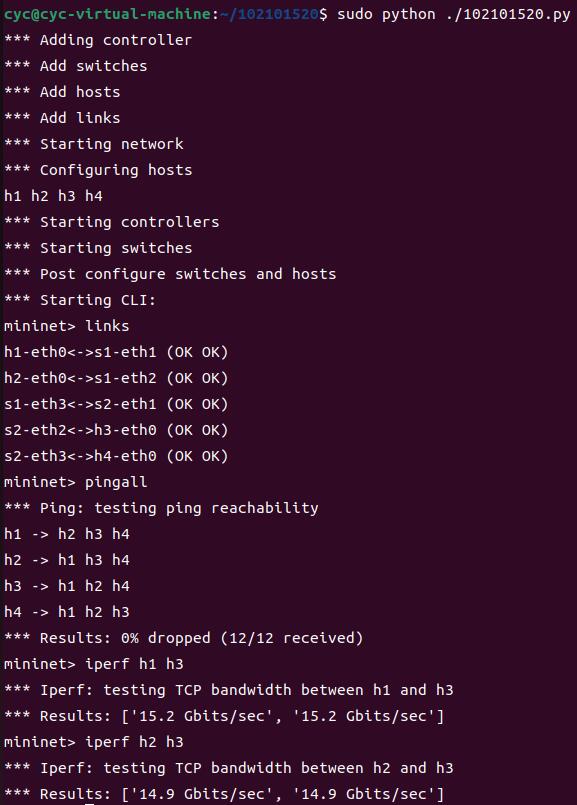 cyc@cyc-virtual-machine:~/102101520$ sudo python ./102101520.py
*** Adding controller
*** Add switches
*** Add hosts
*** Add links
*** Starting network
*** Configuring hosts
h1 h2 h3 h4
*** Starting controllers
*** Starting switches
*** Post configure switches and hosts
*** Starting CLI:
mininet> links
h1-eth0<->s1-eth1 (OK OK)
h2-eth0<->s1-eth2 (OK OK)
s1-eth3<->s2-eth1 (OK OK)
s2-eth2<->h3-eth0 (OK OK)
s2-eth3<->h4-eth0 (OK OK)
mininet> pingall
*** Ping: testing ping reachability
h1 -> h2 h3 h4
h2 -> h1 h3 h4
h3 -> h1 h2 h4
h4 -> h1 h2 h3
*** Results: 0% dropped (12/12 received)
mininet> iperf h1 h3
*** Iperf: testing TCP bandwidth between h1 and h3
*** Results: ['15.2 Gbits/sec', '15.2 Gbits/sec']
mininet> iperf h2 h3
*** Iperf: testing TCP bandwidth between h2 and h3
*** Results: ['14.9 Gbits/sec', '14.9 Gbits/sec']